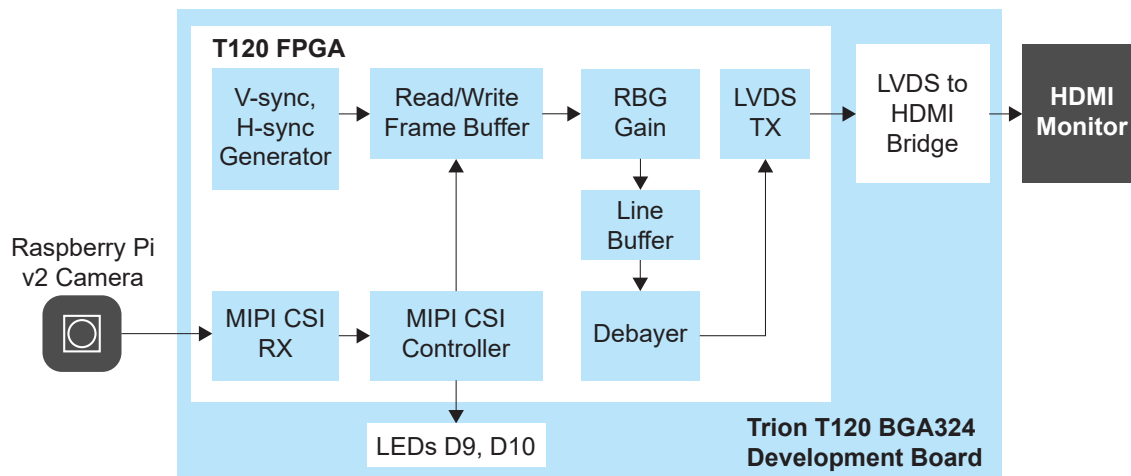 T120 FPGA
V-sync,
H-sync
Generator
Read/Write
Frame Buffer
RBG
Gain
LVDS
TX
LVDS to
HDMI
Bridge
HDMI
Monitor
Line
Buffer
Raspberry Pi
v2 Camera
MIPI CSI
RX
MIPI CSI
Controller
Debayer
LEDs D9, D10
Trion T120 BGA324
Development Board